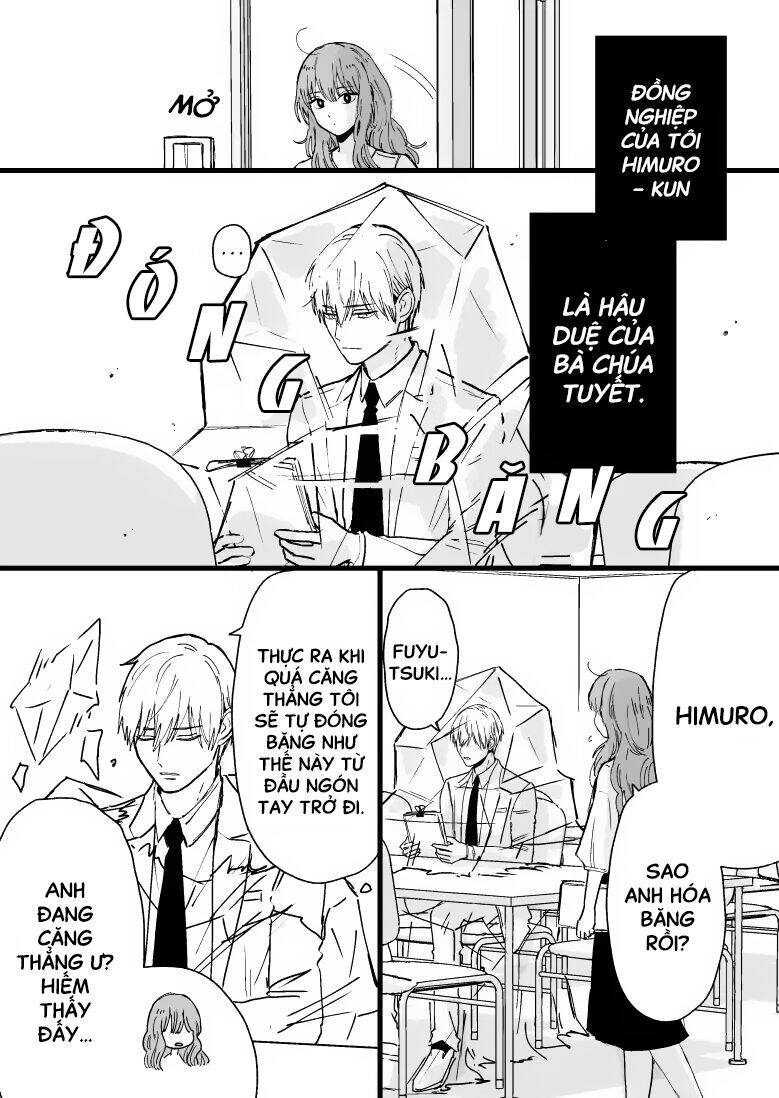 ĐỒNG
NGHIỆP
CỦA TÔI
HIMURO
– KUN
MỞ
LÀ HẬU
DUỆ CỦA
BÀ CHÚA
TUYẾT.
...
ĐÓNG
BĂNG
HIMURO,
SAO
ANH HÓA
BĂNG
RỒI?
FUYU-
TSUKI...
THỰC RA KHI
QUÁ CĂNG
THẲNG TÔI
SẼ TỰ ĐÓNG
BĂNG NHƯ
THẾ NÀY TỪ
ĐẦU NGÓN
TAY TRỞ ĐI.
ANH
ĐANG
CĂNG
THẲNG Ư?
HIẾM
THẤY
ĐẤY...